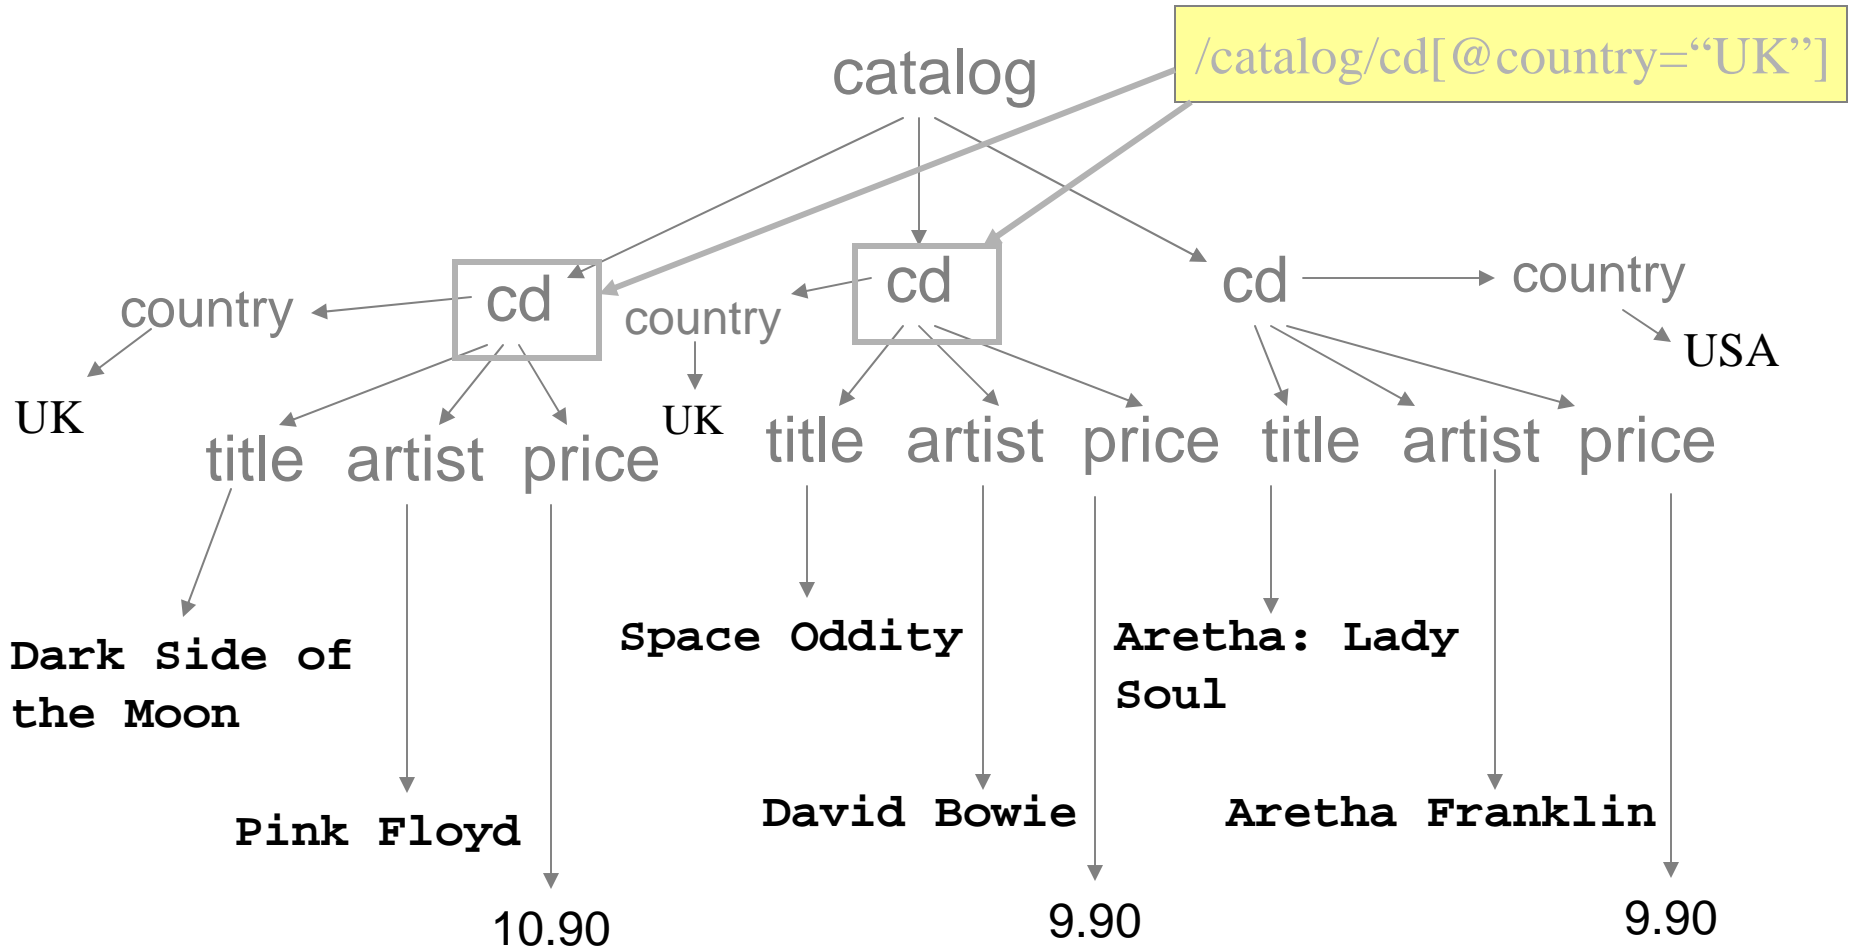 /catalog/cd[@country=“UK”]
catalog
cd
cd
cd
country
country
country
UK
UK
USA
title artist price
title artist price
title artist price
Dark Side of
the Moon
Space Oddity
Aretha: Lady
Soul
Pink Floyd
David Bowie
Aretha Franklin
10.90
9.90
9.90